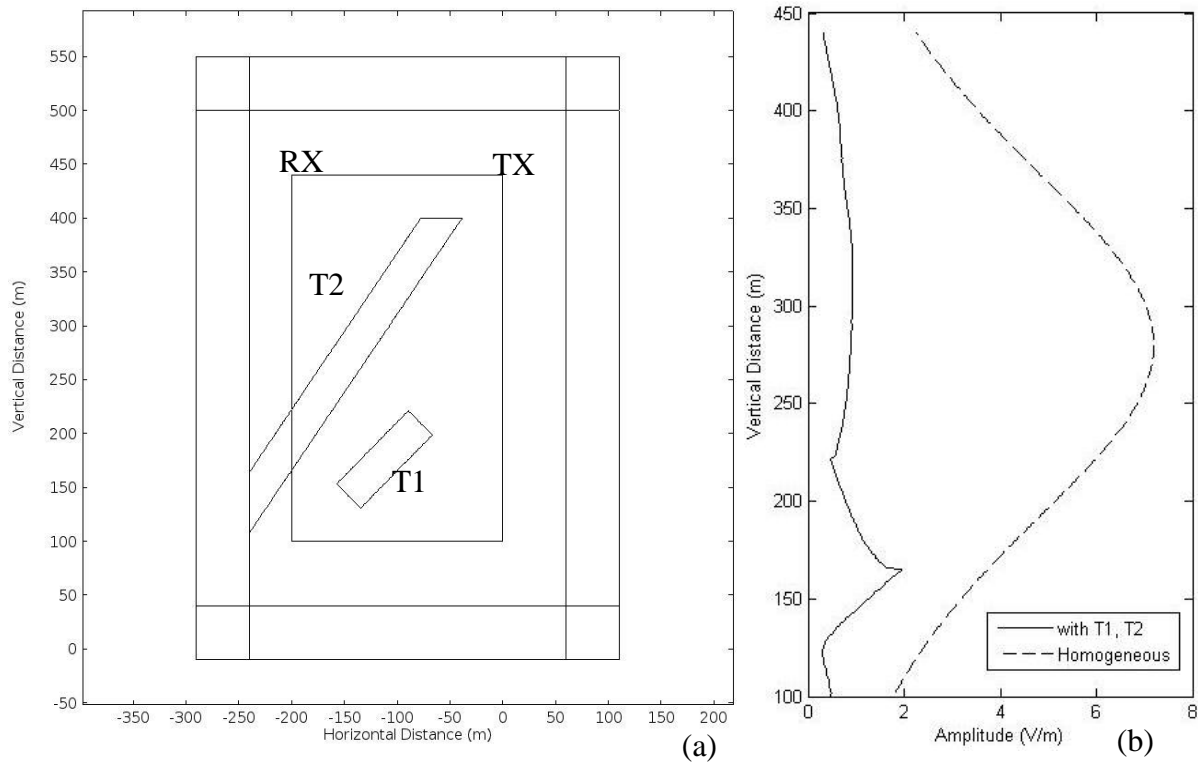 550
500
450
400
350
300
250
200
150
100
50
0
-50
Vertical Distance (m)
-350 -300 -250 -200 -150 -100 -50 0 50 100 150 200
Horizontal Distance (m)
RX
TX
T2
T1
(a)
450
400
350
300
250
200
150
100
Vertical Distance (m)
0 2 4 6 8
Amplitude (V/m)
with T1, T2
Homogeneous
(b)